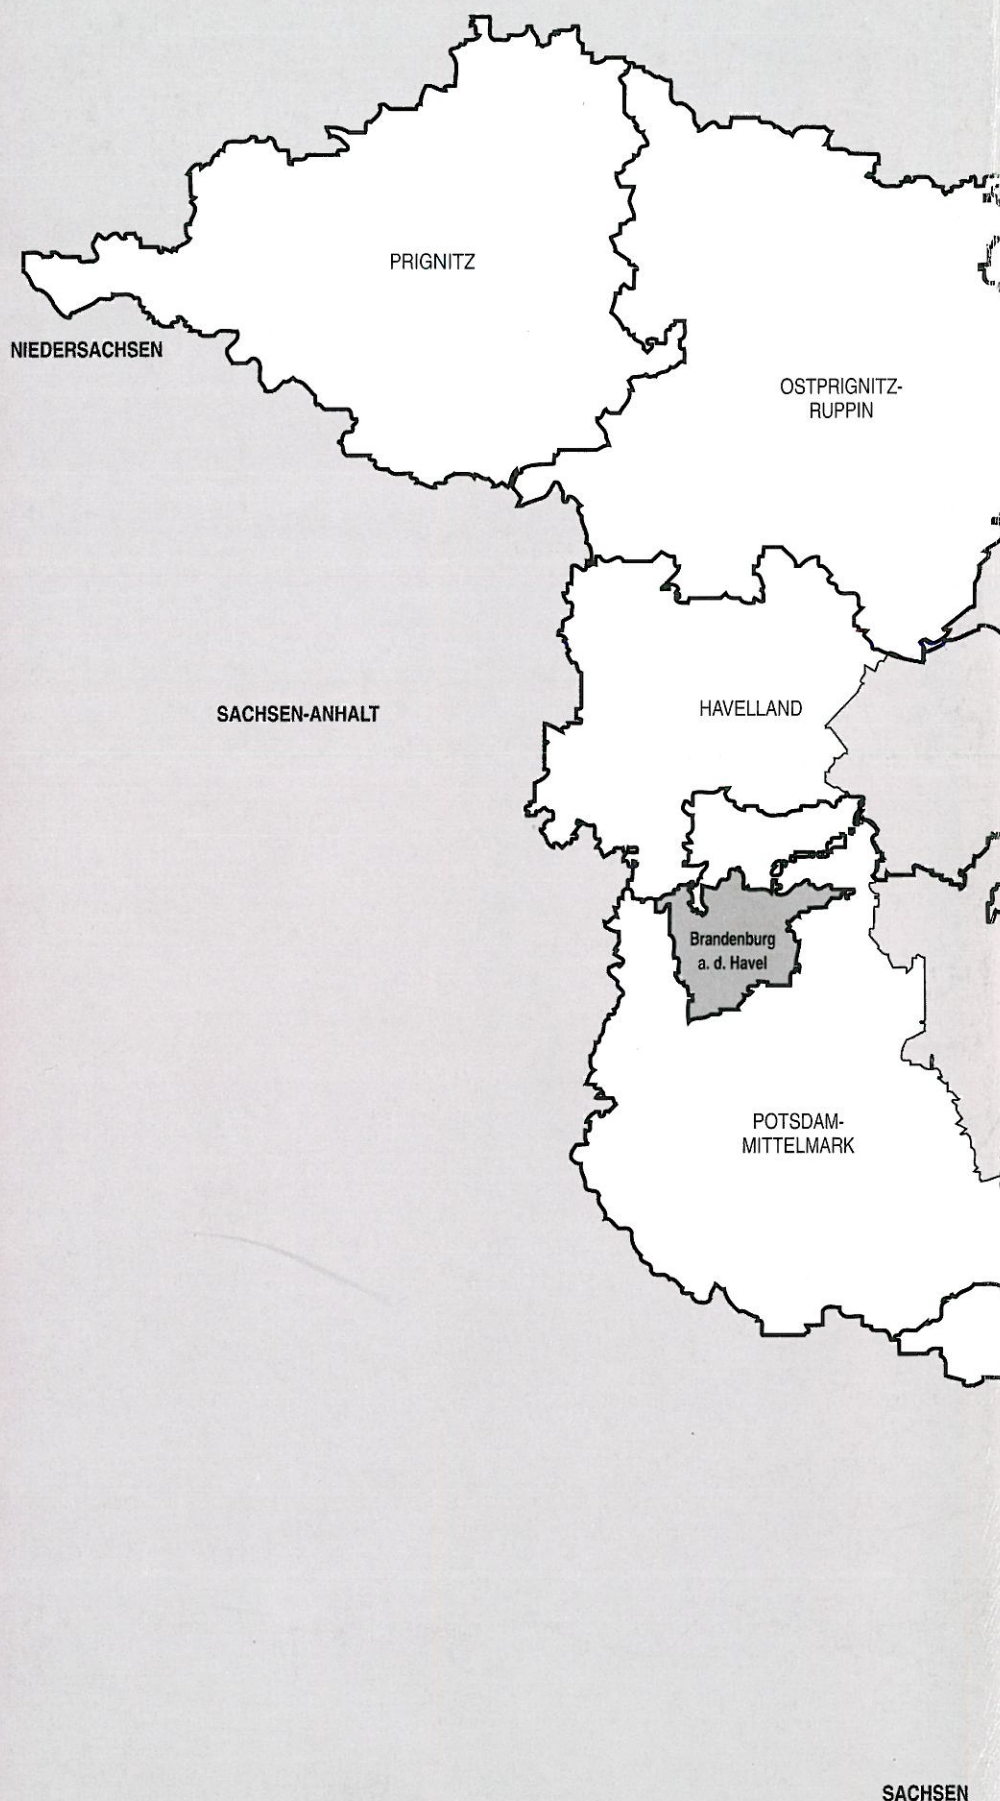 PRIGNITZ
NIEDERSACHSEN
OSTPRIGNITZ-
RUPPIN
SACHSEN-ANHALT
HAVELLAND
Brandenburg
a. d. Havel
POTSDAM-
MITTELMARK
SACHSEN